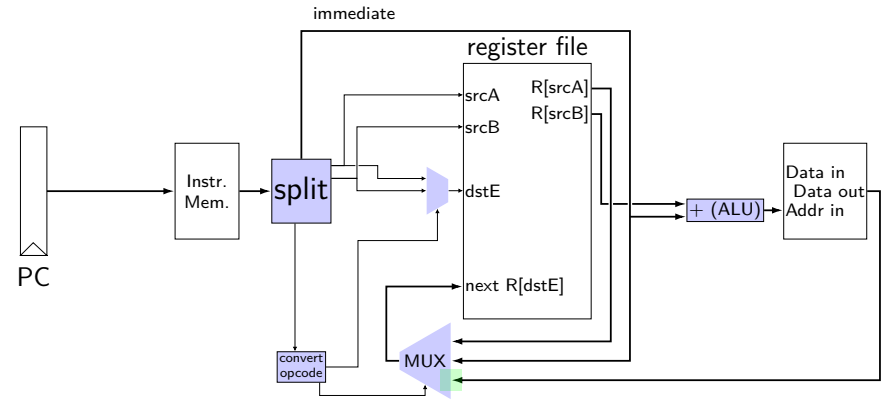 immediate
register file
R[srcA]
srcA
R[srcB]
srcB
Instr.
Mem.
split
dstE
Data in
Data out
Addr in
+ (ALU)
PC
next R[dstE]
convert
opcode
MUX